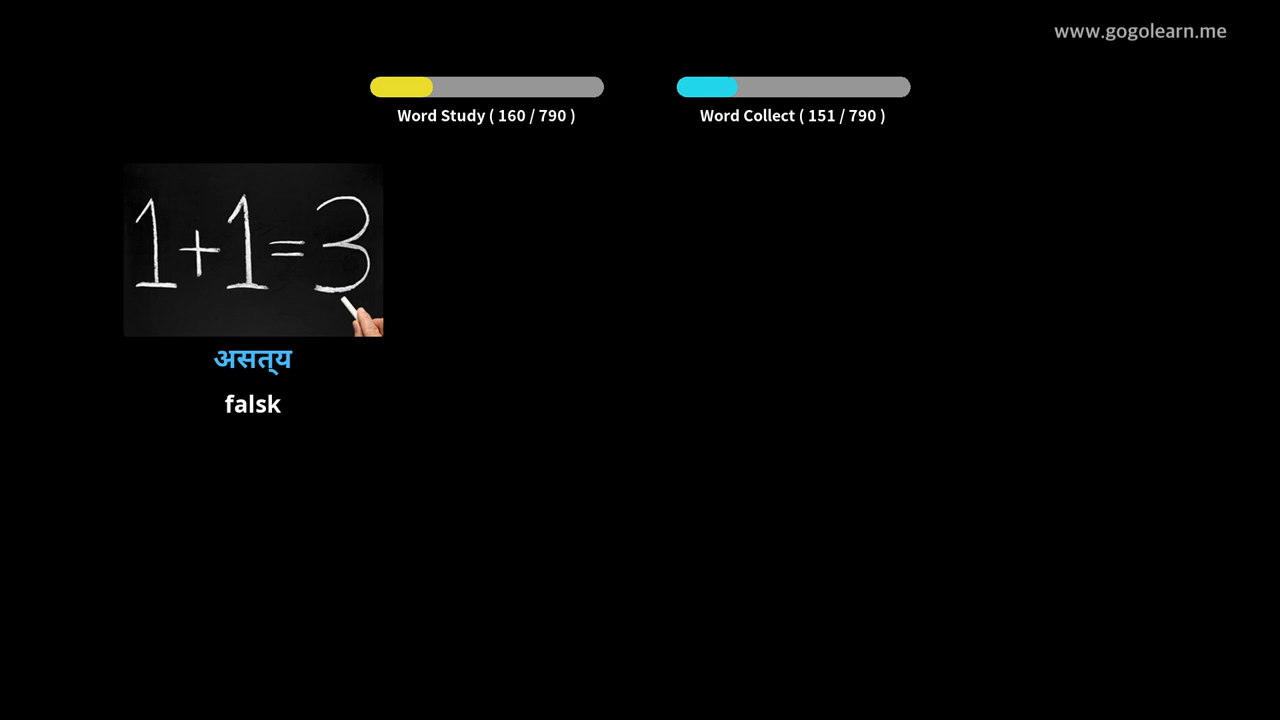 www.gogolearn.me
Word Study ( 160 / 790 )
Word Collect ( 151 / 790 )
1+1=3
असत्य
falsk